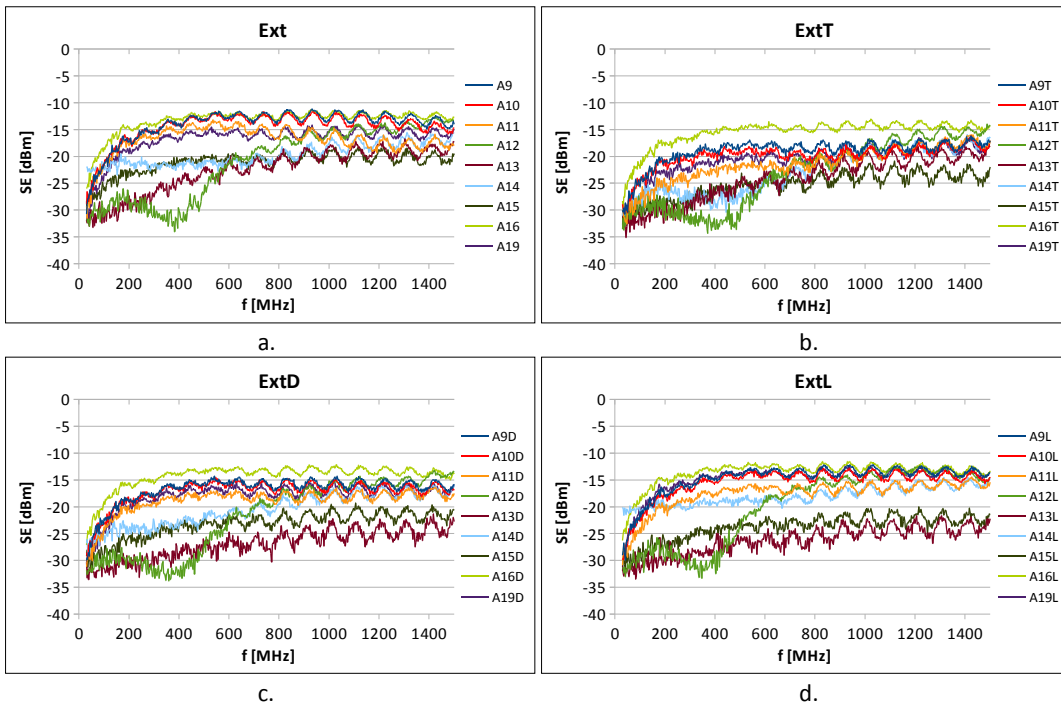 Ext
SE [dBm]
0
-5
-10
-15
-20
-25
-30
-35
-40
0 200 400 600 800 1000 1200 1400
f [MHz]
A9
A10
A11
A12
A13
A14
A15
A16
A19
a.
ExtT
SE [dBm]
0
-5
-10
-15
-20
-25
-30
-35
-40
0 200 400 600 800 1000 1200 1400
f [MHz]
A9T
A10T
A11T
A12T
A13T
A14T
A15T
A16T
A19T
b.
ExtD
SE [dBm]
0
-5
-10
-15
-20
-25
-30
-35
-40
0 200 400 600 800 1000 1200 1400
f [MHz]
A9D
A10D
A11D
A12D
A13D
A14D
A15D
A16D
A19D
c.
ExtL
SE [dBm]
0
-5
-10
-15
-20
-25
-30
-35
-40
0 200 400 600 800 1000 1200 1400
f [MHz]
A9L
A10L
A11L
A12L
A13L
A14L
A15L
A16L
A19L
d.